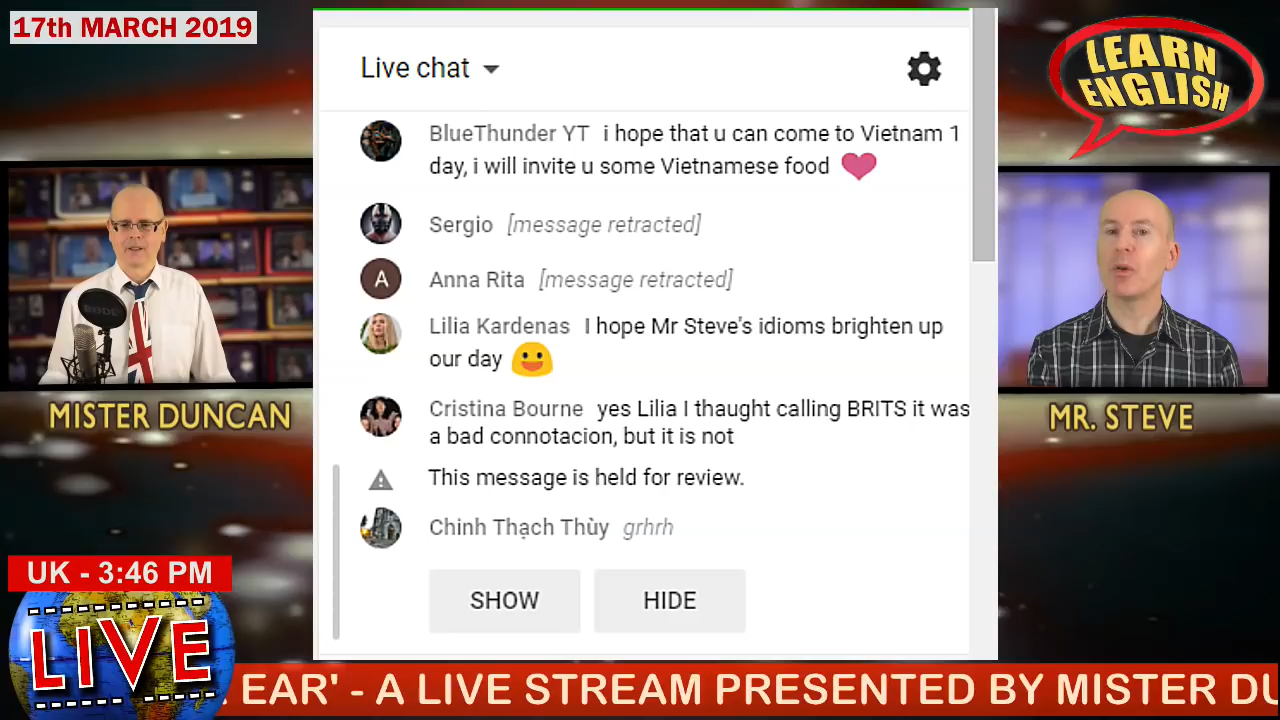 17th MARCH 2019
LEARN
ENGLISH
Live chat
BlueThunder YT i hope that u can come to Vietnam 1
day, i will invite u some Vietnamese food
Sergio [message retracted]
A
Anna Rita [message retracted]
Lilia Kardenas I hope Mr Steve's idioms brighten up
our day
Cristina Bourne yes Lilia I thaught calling BRITS it was
a bad connotacion, but it is not
This message is held for review.
Chinh Thạch Thùy grhrh
SHOW HIDE
RODE
MISTER DUNCAN
MR. STEVE
UK - 3:46 PM
LIVE
EAR' - A LIVE STREAM PRESENTED BY MISTER DU